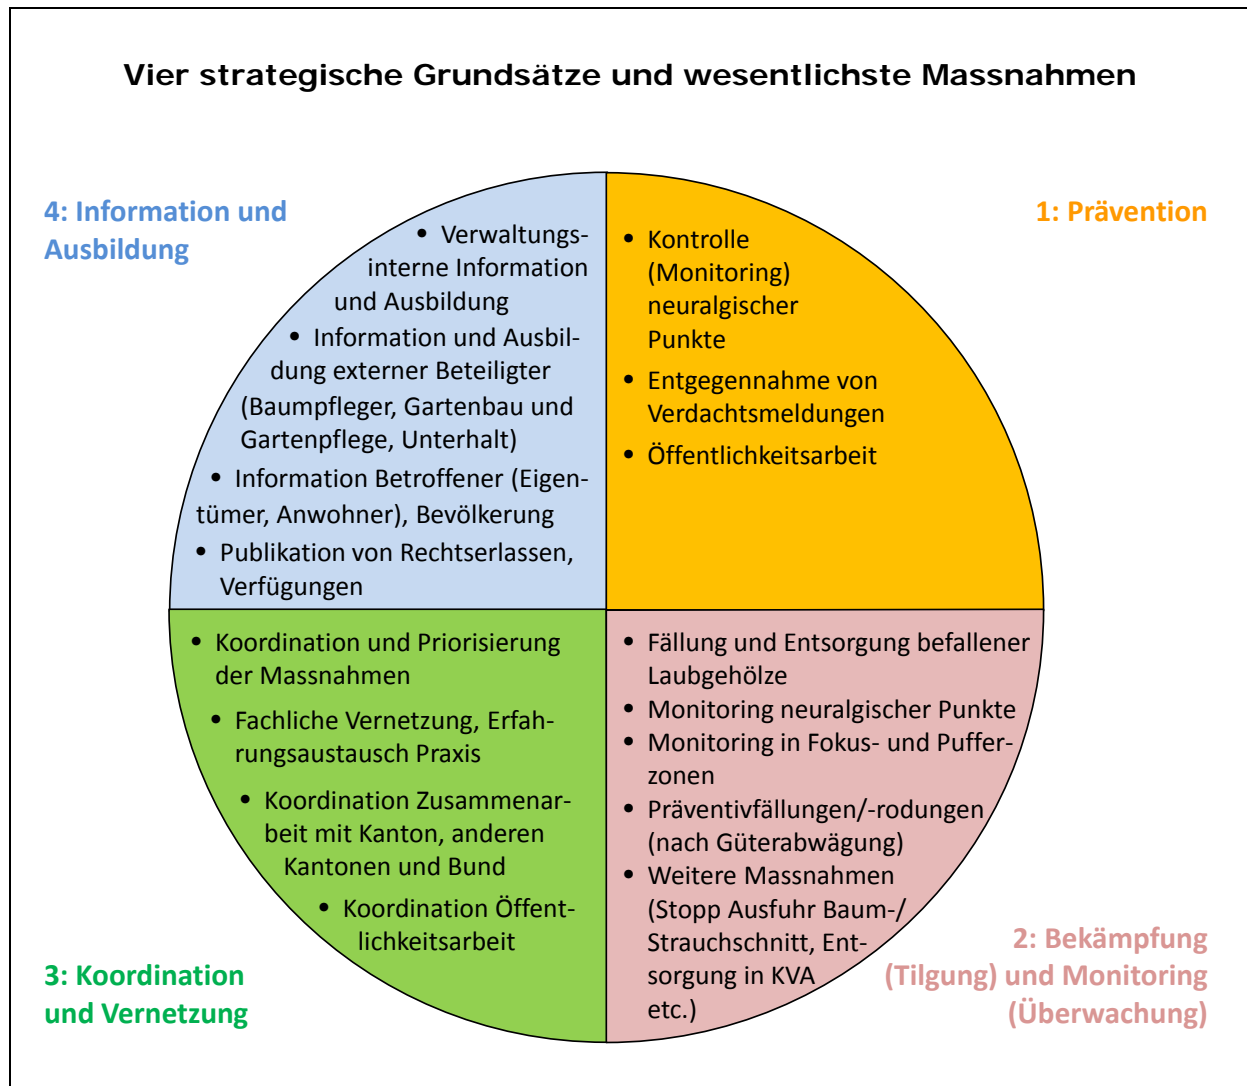 Vier strategische Grundsätze und wesentlichste Massnahmen
4: Information und
Ausbildung
• Verwaltungs-
interne Information
und Ausbildung
• Information und Ausbil-
dung externer Beteiligter
(Baumpfleger, Gartenbau und
Gartenpflege, Unterhalt)
• Information Betroffener (Eigen-
tümer, Anwohner), Bevölkerung
• Publikation von Rechtserlassen,
Verfügungen
1: Prävention
• Kontrolle
(Monitoring)
neuralgischer
Punkte
• Entgegennahme von
Verdachtsmeldungen
• Öffentlichkeitsarbeit
• Koordination und Priorisierung
der Massnahmen
• Fachliche Vernetzung, Erfah-
rungsaustausch Praxis
• Koordination Zusammenar-
beit mit Kanton, anderen
Kantonen und Bund
• Koordination Öffent-
lichkeitsarbeit
3: Koordination
und Vernetzung
• Fällung und Entsorgung befallener
Laubgehölze
• Monitoring neuralgischer Punkte
• Monitoring in Fokus- und Puffer-
zonen
• Präventivfällungen/-rodungen
(nach Güterabwägung)
• Weitere Massnahmen
(Stopp Ausfuhr Baum-/
Strauchschnitt, Ent-
sorgung in KVA
etc.)
2: Bekämpfung
(Tilgung) und Monitoring
(Überwachung)